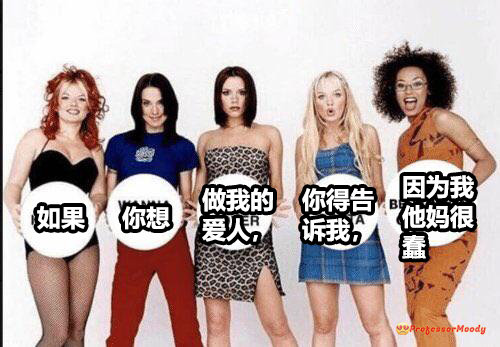 如果
你想
做我的
爱人，
你得告
诉我，
因为我
他妈很
蠢
ProfessorMoody